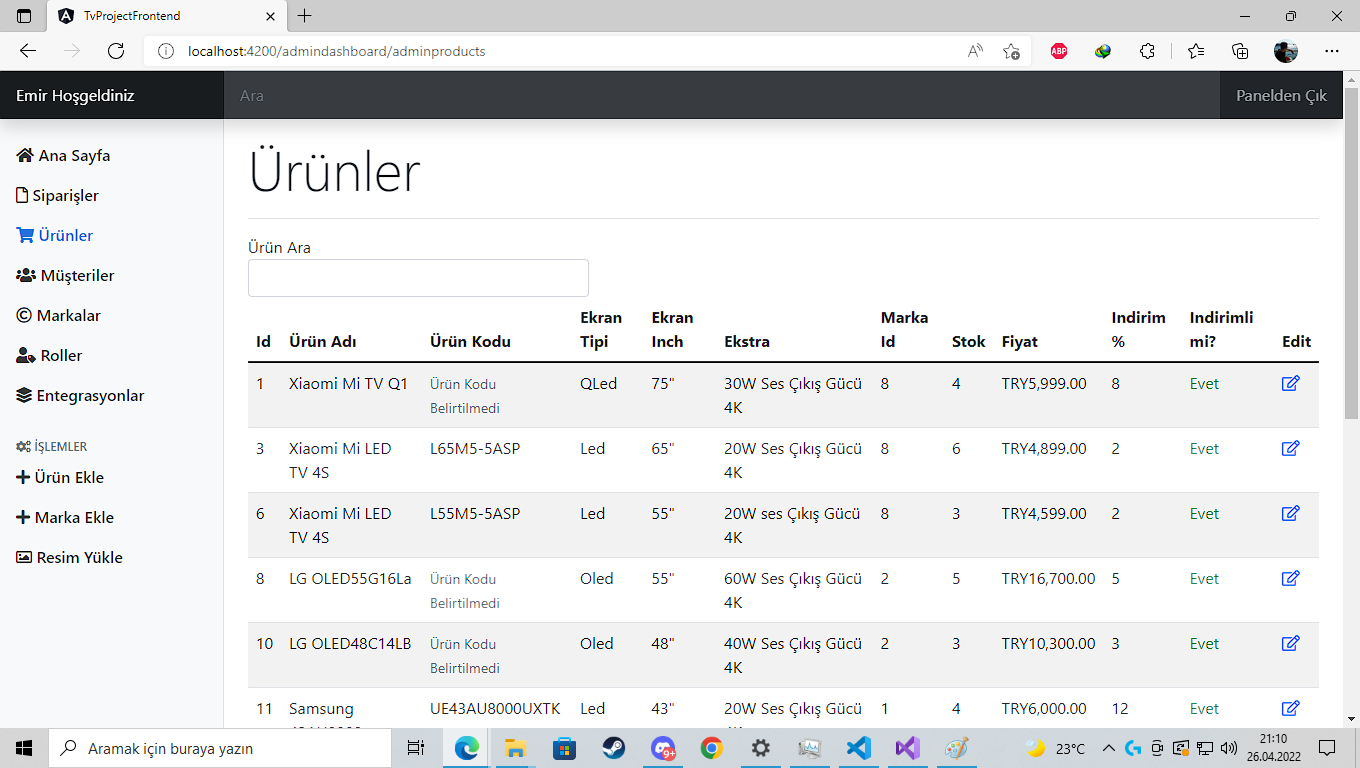 TvProjectFrontend
localhost:4200/admindashboard/adminproducts
ABP
Emir Hoşgeldiniz
Ara
Panelden Çık
Ana Sayfa
Siparişler
Ürünler
Müşteriler
Markalar
Roller
Entegrasyonlar
İŞLEMLER
Ürün Ekle
Marka Ekle
Resim Yükle
Ürünler
Ürün Ara
Id Ürün Adı Ürün Kodu Ekran Tipi Ekran Inch Ekstra Marka Id Stok Fiyat Indirim % Indirimli mi? Edit
1 Xiaomi Mi TV Q1 Ürün Kodu QLed 75" 30W Ses Çıkış Gücü 8 4 TRY5,999.00 8 Evet
Belirtilmedi 4K
3 Xiaomi Mi LED L65M5-5ASP Led 65" 20W Ses Çıkış Gücü 8 6 TRY4,899.00 2 Evet
TV 4S 4K
6 Xiaomi Mi LED L55M5-5ASP Led 55" 20W ses Çıkış Gücü 8 3 TRY4,599.00 2 Evet
TV 4S 4K
8 LG OLED55G16La Ürün Kodu Oled 55" 60W Ses Çıkış Gücü 2 5 TRY16,700.00 5 Evet
Belirtilmedi 4K
10 LG OLED48C14LB Ürün Kodu Oled 48" 40W Ses Çıkış Gücü 2 3 TRY10,300.00 3 Evet
Belirtilmedi 4K
11 Samsung UE43AU8000UXTK Led 43" 20W Ses Çıkış Gücü 1 4 TRY6,000.00 12 Evet
Aramak için buraya yazın
9+
23°C
21:10
26.04.2022